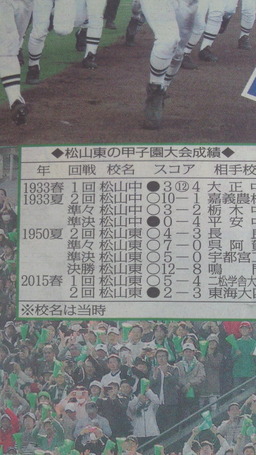 ◆松山東の甲子園大会成績◆
年 回戦 校名 スコア 相手校
1933春 1回 松山中 ●3⑫4 大正中
1933夏 2回 松山中 ○10－1 嘉義農林
準々 松山中 ○3－2 栃木中
準決 松山中 ●0－4 平安中
1950夏 2回 松山東 ○4－3 長良
準々 松山東 ○7－0 呉阿賀
準決 松山東 ○5－0 宇都宮工
決勝 松山東 ○12－8 鳴門
2015春 1回 松山東 ○5－4 二松学舎大
2回 松山東 ●2－3 東海大四
※校名は当時